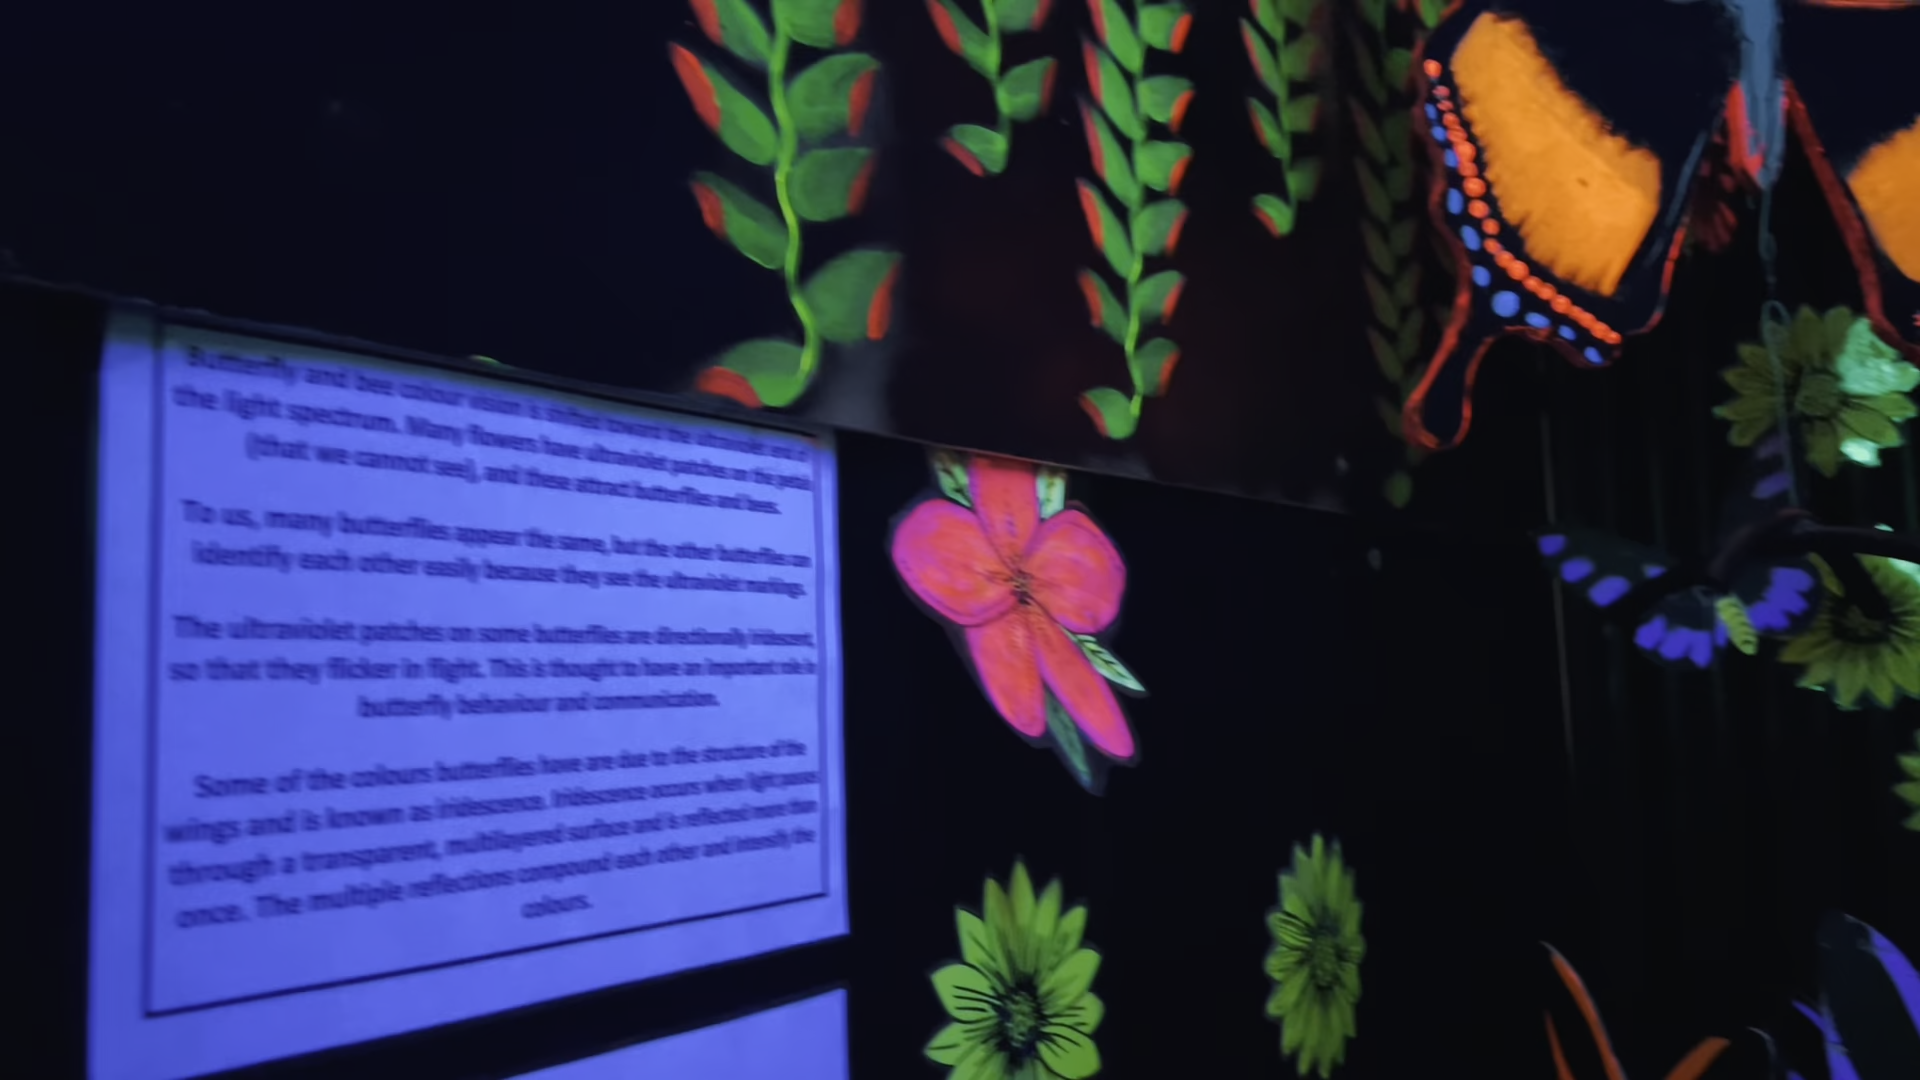 Butterfly and bee colour vision is shifted toward the ultraviolet end of
the light spectrum. Many flowers have ultraviolet patches on the petals
(that we cannot see), and these attract butterflies and bees.
To us, many butterflies appear the same, but the other butterflies can
identify each other easily because they see the ultraviolet markings.
The ultraviolet patches on some butterflies are directionally iridescent,
so that they flicker in flight. This is thought to have an important role in
butterfly behaviour and communication.
Some of the colours butterflies have are due to the structure of the
wings and is known as iridescence. Iridescence occurs when light passes
through a transparent, multilayered surface and is reflected more than
once. The multiple reflections compound each other and intensify the
colours.